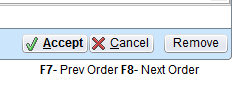 Accept Cancel Remove
F7- Prev Order F8- Next Order